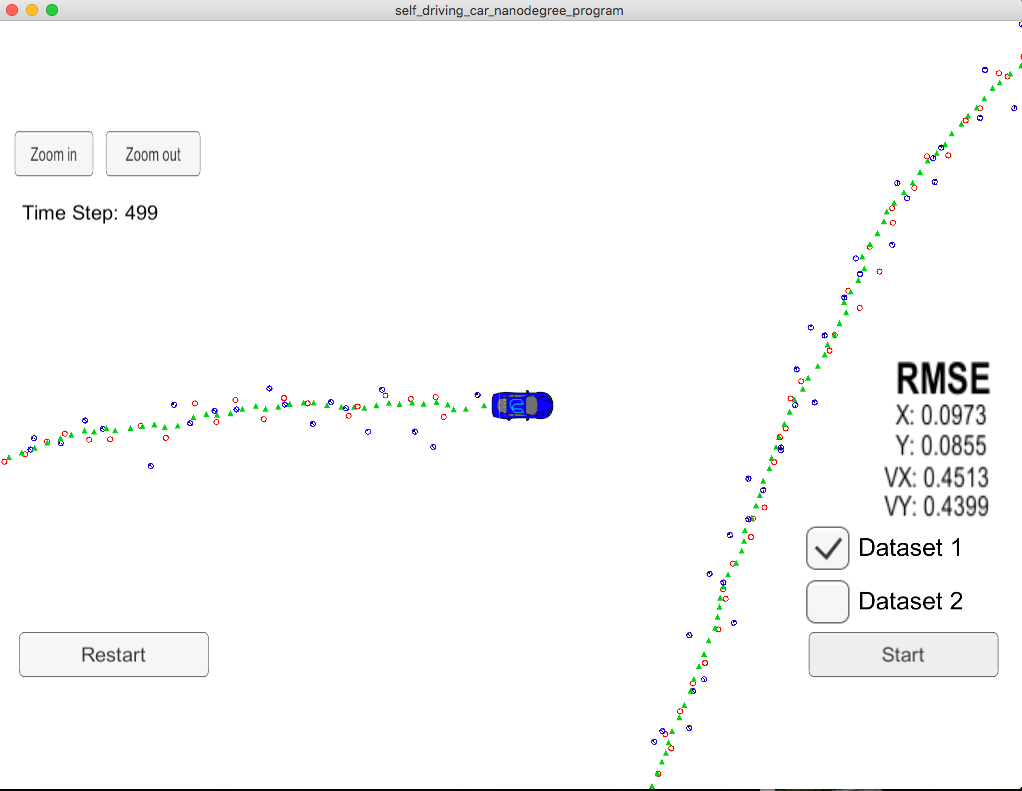 self_driving_car_nanodegree_program
Zoom in
Zoom out
Time Step: 499
RMSE
X: 0.0973
Y: 0.0855
VX: 0.4513
VY: 0.4399
Dataset 1
Dataset 2
Restart
Start